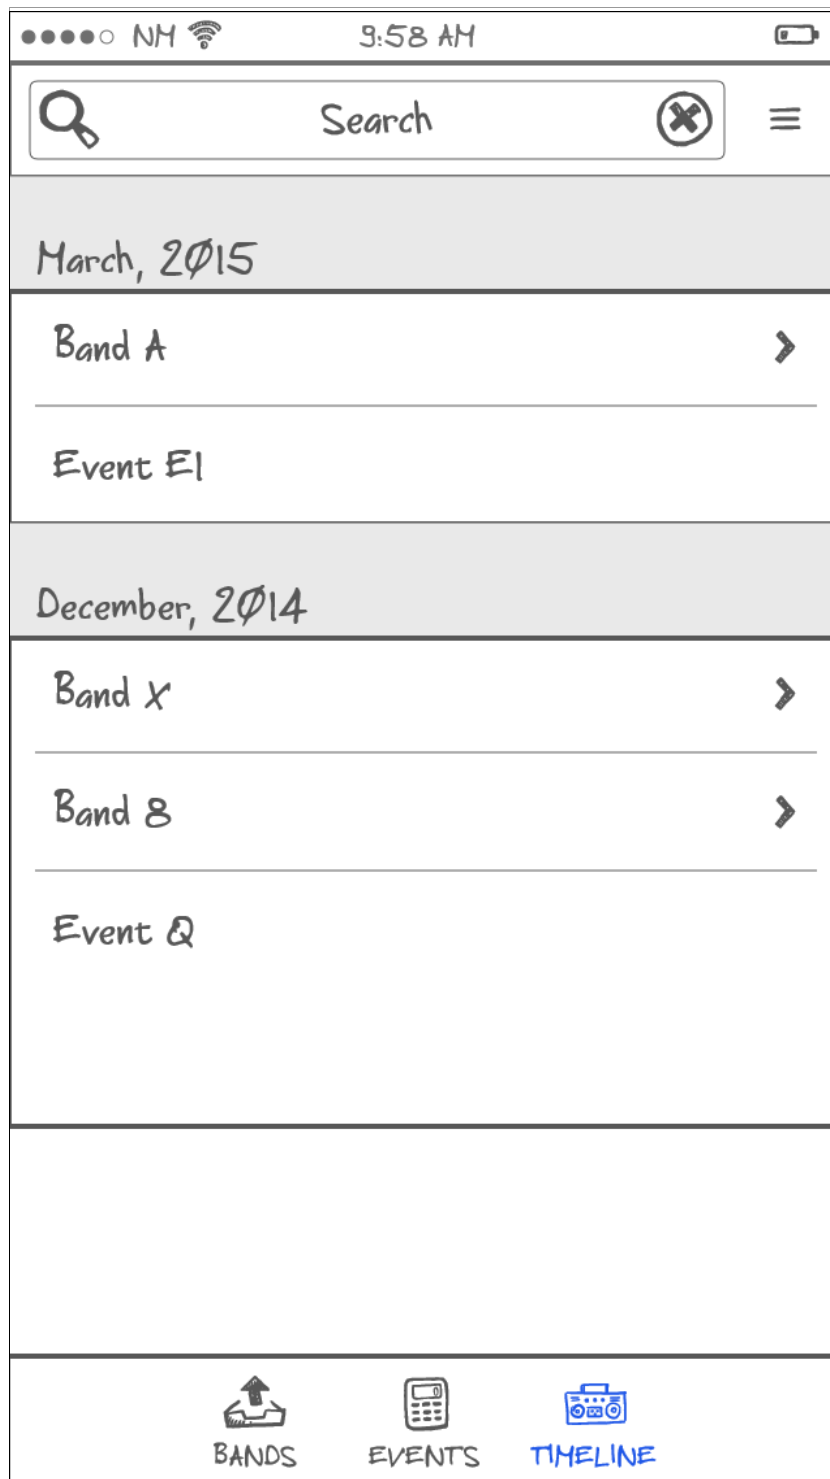 NM 9:58 AM
Search
March, 2015
Band A
Event E1
December, 2014
Band X
Band 8
Event Q
BANDS EVENTS TIMELINE